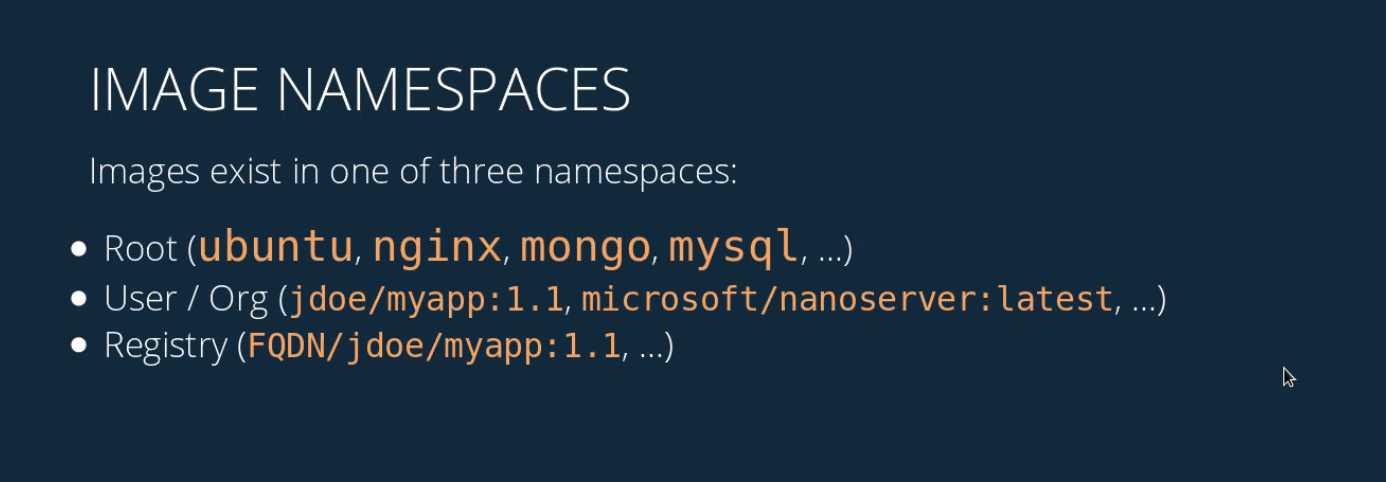 IMAGE NAMESPACES
Images exist in one of three namespaces:
• Root (ubuntu, nginx, mongo, mysql, ...)
• User / Org (jdoe/myapp:1.1, microsoft/nanoserver:latest, ...)
• Registry (FQDN/jdoe/myapp:1.1, ...)